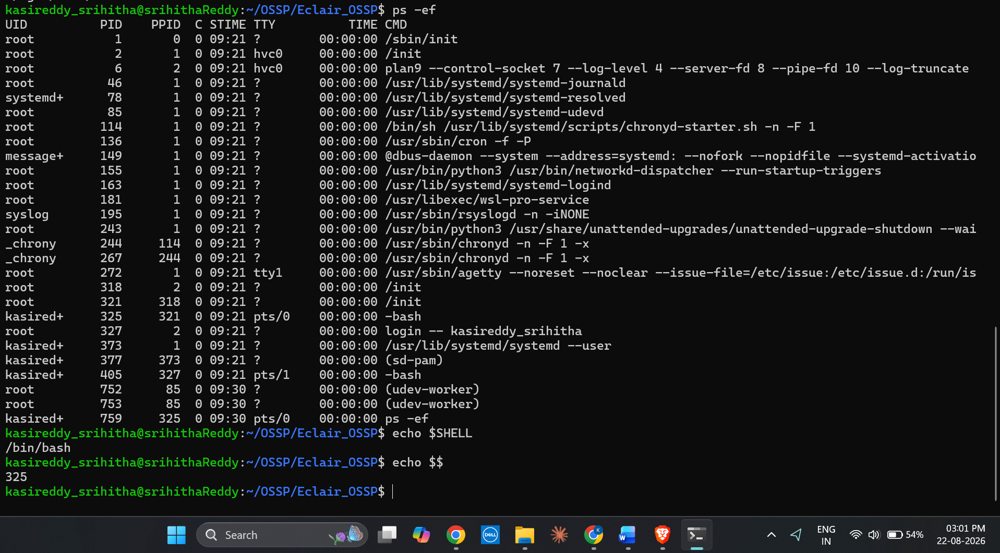 kasireddy_srihitha@srihithaReddy:~/OSSP/Eclair_OSSP$ ps -ef
UID          PID    PPID  C STIME TTY          TIME CMD
root           1       0  0 09:21 ?        00:00:00 /sbin/init
root           2       1  0 09:21 hvc0     00:00:00 /init
root           6       2  0 09:21 hvc0     00:00:00 plan9 --control-socket 7 --log-level 4 --server-fd 8 --pipe-fd 10 --log-truncate
root          46       1  0 09:21 ?        00:00:00 /usr/lib/systemd/systemd-journald
systemd+      78       1  0 09:21 ?        00:00:00 /usr/lib/systemd/systemd-resolved
root          85       1  0 09:21 ?        00:00:00 /usr/lib/systemd/systemd-udevd
root         114       1  0 09:21 ?        00:00:00 /bin/sh /usr/lib/systemd/scripts/chronyd-starter.sh -n -F 1
root         136       1  0 09:21 ?        00:00:00 /usr/sbin/cron -f -P
message+     149       1  0 09:21 ?        00:00:00 @dbus-daemon --system --address=systemd: --nofork --nopidfile --systemd-activatio
root         155       1  0 09:21 ?        00:00:00 /usr/bin/python3 /usr/bin/networkd-dispatcher --run-startup-triggers
root         163       1  0 09:21 ?        00:00:00 /usr/lib/systemd/systemd-logind
root         181       1  0 09:21 ?        00:00:00 /usr/libexec/wsl-pro-service
syslog       195       1  0 09:21 ?        00:00:00 /usr/sbin/rsyslogd -n -iNONE
root         243       1  0 09:21 ?        00:00:00 /usr/bin/python3 /usr/share/unattended-upgrades/unattended-upgrade-shutdown --wai
_chrony      244     114  0 09:21 ?        00:00:00 /usr/sbin/chronyd -n -F 1 -x
_chrony      267     244  0 09:21 ?        00:00:00 /usr/sbin/chronyd -n -F 1 -x
root         272       1  0 09:21 tty1     00:00:00 /usr/sbin/agetty --noreset --noclear --issue-file=/etc/issue:/etc/issue.d:/run/is
root         318       2  0 09:21 ?        00:00:00 /init
root         321     318  0 09:21 ?        00:00:00 /init
kasired+     325     321  0 09:21 pts/0    00:00:00 -bash
root         327       2  0 09:21 ?        00:00:00 login -- kasireddy_srihitha
kasired+     373       1  0 09:21 ?        00:00:00 /usr/lib/systemd/systemd --user
kasired+     377     373  0 09:21 ?        00:00:00 (sd-pam)
kasired+     405     327  0 09:21 pts/1    00:00:00 -bash
root         752      85  0 09:30 ?        00:00:00 (udev-worker)
root         753      85  0 09:30 ?        00:00:00 (udev-worker)
kasired+     759     325  0 09:30 pts/0    00:00:00 ps -ef
kasireddy_srihitha@srihithaReddy:~/OSSP/Eclair_OSSP$ echo $SHELL
/bin/bash
kasireddy_srihitha@srihithaReddy:~/OSSP/Eclair_OSSP$ echo $$
325
kasireddy_srihitha@srihithaReddy:~/OSSP/Eclair_OSSP$
Search
DELL
K
W
ENG
IN
54%
03:01 PM
22-08-2026